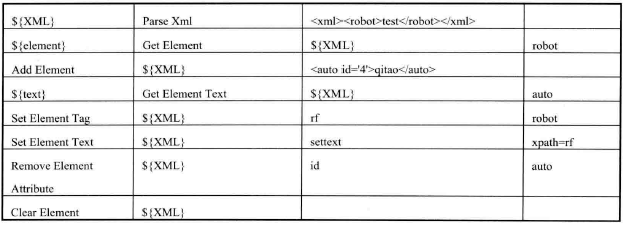 ${XML} Parse Xml <xml><robot>test</robot></xml>
${element} Get Element ${XML} robot
Add Element ${XML} <auto id='4'>qitao</auto>
${text} Get Element Text ${XML} auto
Set Element Tag ${XML} rf robot
Set Element Text ${XML} settext xpath=rf
Remove Element ${XML} id auto
Attribute
Clear Element ${XML}